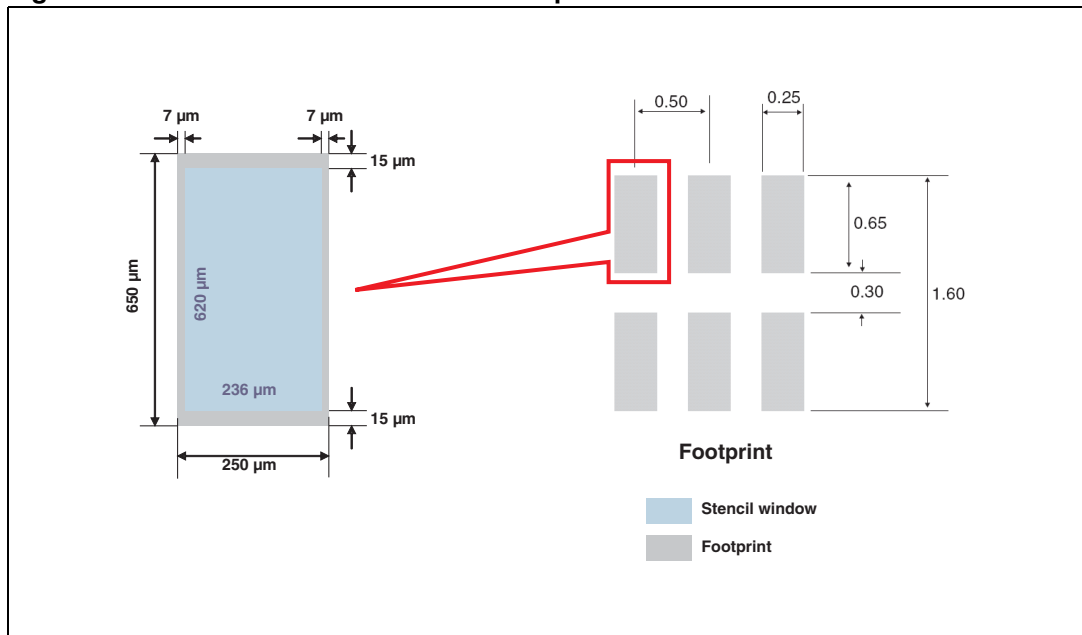 7 µm
7 µm
15 µm
650 µm
620 µm
236 µm
15 µm
250 µm
0.50
0.25
0.65
0.30
1.60
Footprint
Stencil window
Footprint